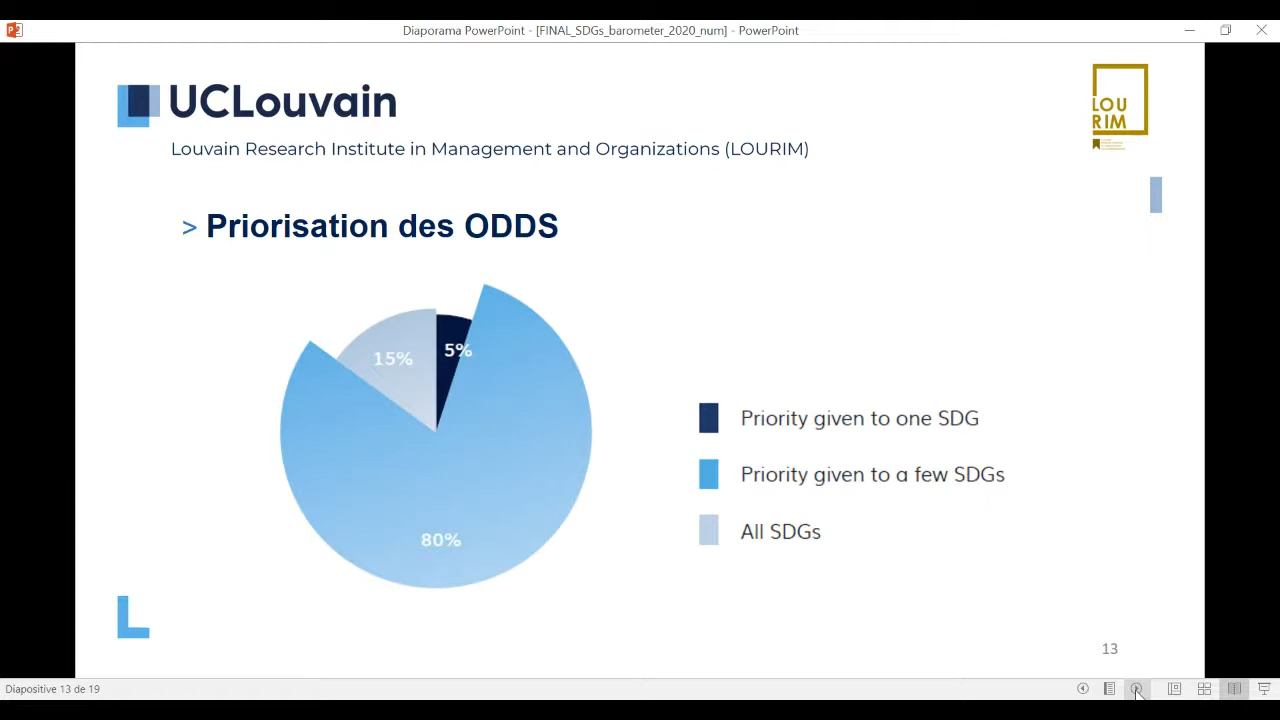 Diaporama PowerPoint - [FINAL_SDGs_barometer_2020_num] - PowerPoint
UCLouvain
LOU
RIM
Louvain Research Institute in Management and Organizations (LOURIM)
> Priorisation des ODDS
15%
5%
80%
Priority given to one SDG
Priority given to a few SDGs
All SDGs
13
Diapositive 13 de 19